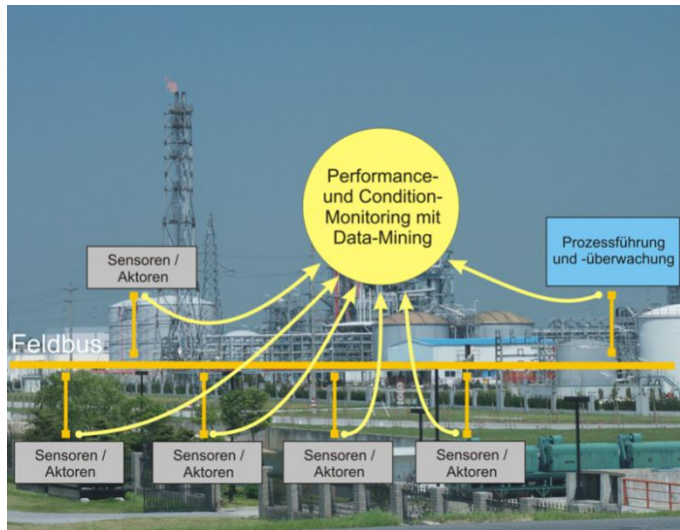 Performance-
und Condition-
Monitoring mit
Data-Mining
Prozessführung
und -überwachung
Sensoren /
Aktoren
Feldbus
Sensoren /
Aktoren
Sensoren /
Aktoren
Sensoren /
Aktoren
Sensoren /
Aktoren